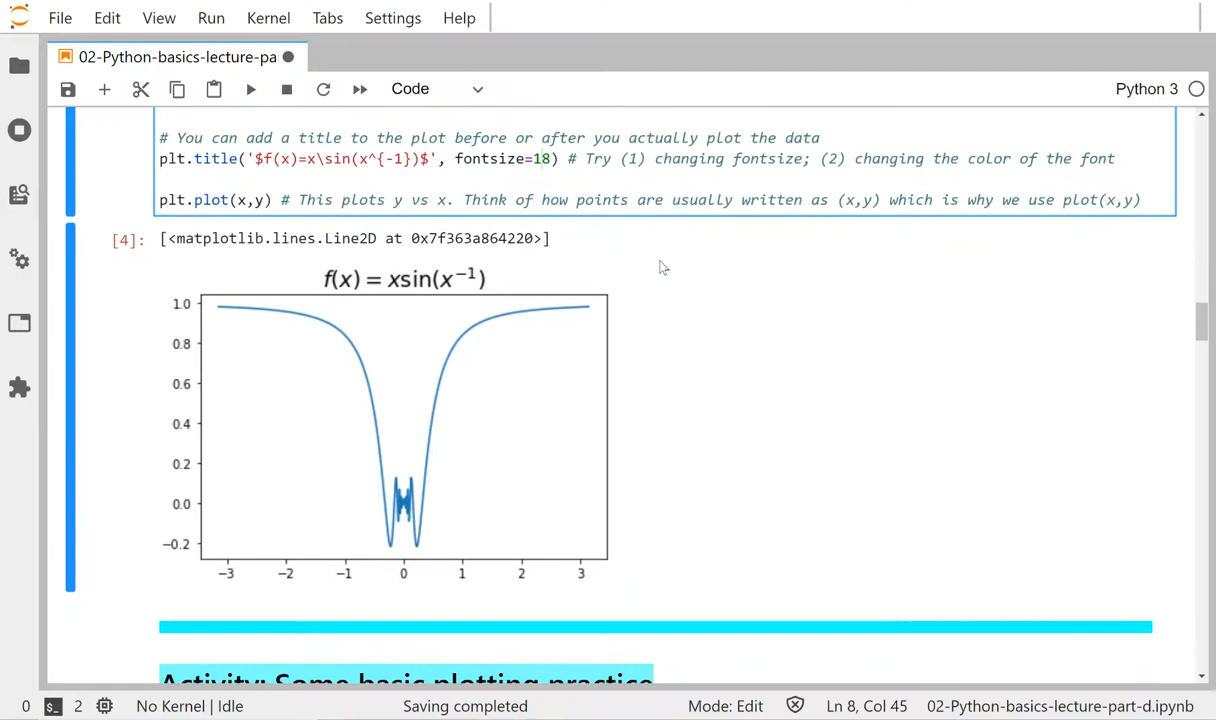 File Edit View Run Kernel Tabs Settings Help
02-Python-basics-lecture-pa
Code
Python 3
# You can add a title to the plot before or after you actually plot the data
plt.title('$f(x)=x\sin(x^{-1})$', fontsize=18) # Try (1) changing fontsize; (2) changing the color of the font
plt.plot(x,y) # This plots y vs x. Think of how points are usually written as (x,y) which is why we use plot(x,y)
[4]: [<matplotlib.lines.Line2D at 0x7f363a864220>]
f(x) = xsin(x⁻¹)
1.0
0.8
0.6
0.4
0.2
0.0
−0.2
−3 −2 −1 0 1 2 3
Activity: Some basic plotting practice
0 $_ 2 No Kernel | Idle Saving completed Mode: Edit Ln 8, Col 45 02-Python-basics-lecture-part-d.ipynb